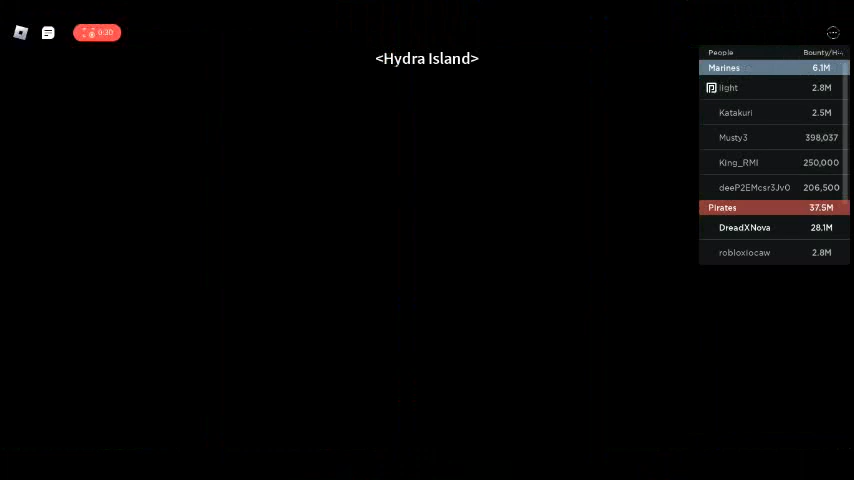 0:30
<Hydra Island>
People Bounty/H...
Marines 6.1M
light 2.8M
Katakuri 2.5M
Musty3 398,037
King_RMI 250,000
deeP2EMcsr3Jv0 206,500
Pirates 37.5M
DreadXNova 28.1M
robloxiocaw 2.8M